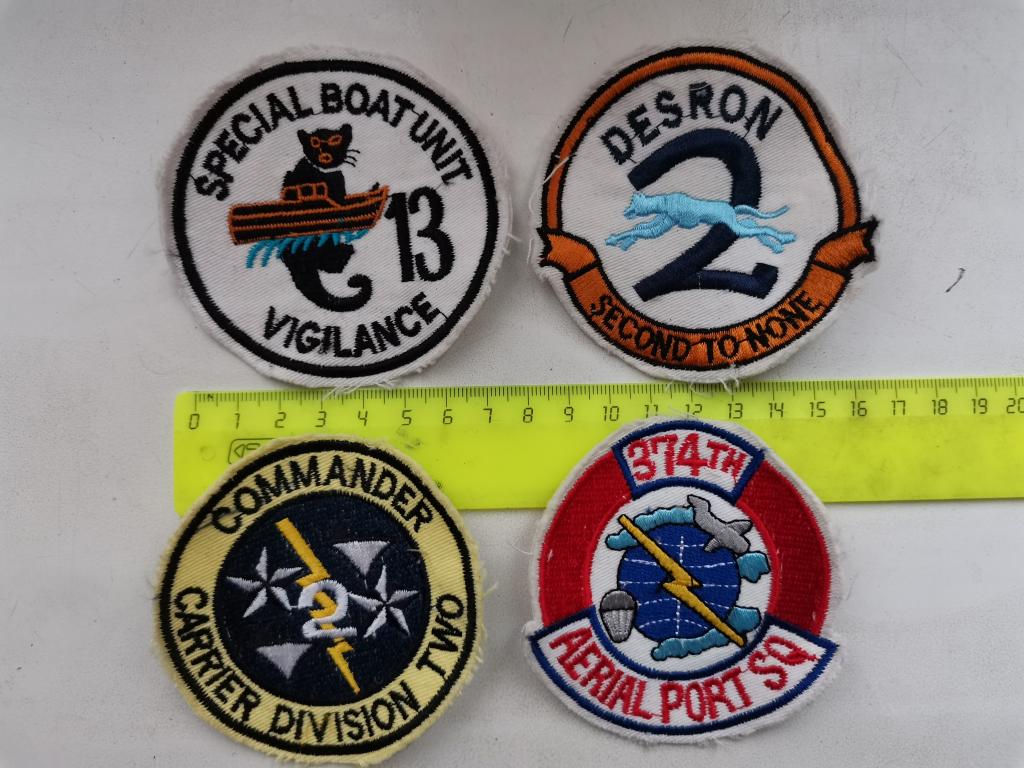 SPECIAL BOAT UNIT
13
VIGILANCE
DESRON
2
SECOND TO NONE
0 1 2 3 4 5 6 7 8 9 10 11 12 13 14 15 16 17 18 19 20
COMMANDER
2
CARRIER DIVISION TWO
374TH
AERIAL PORT SQ